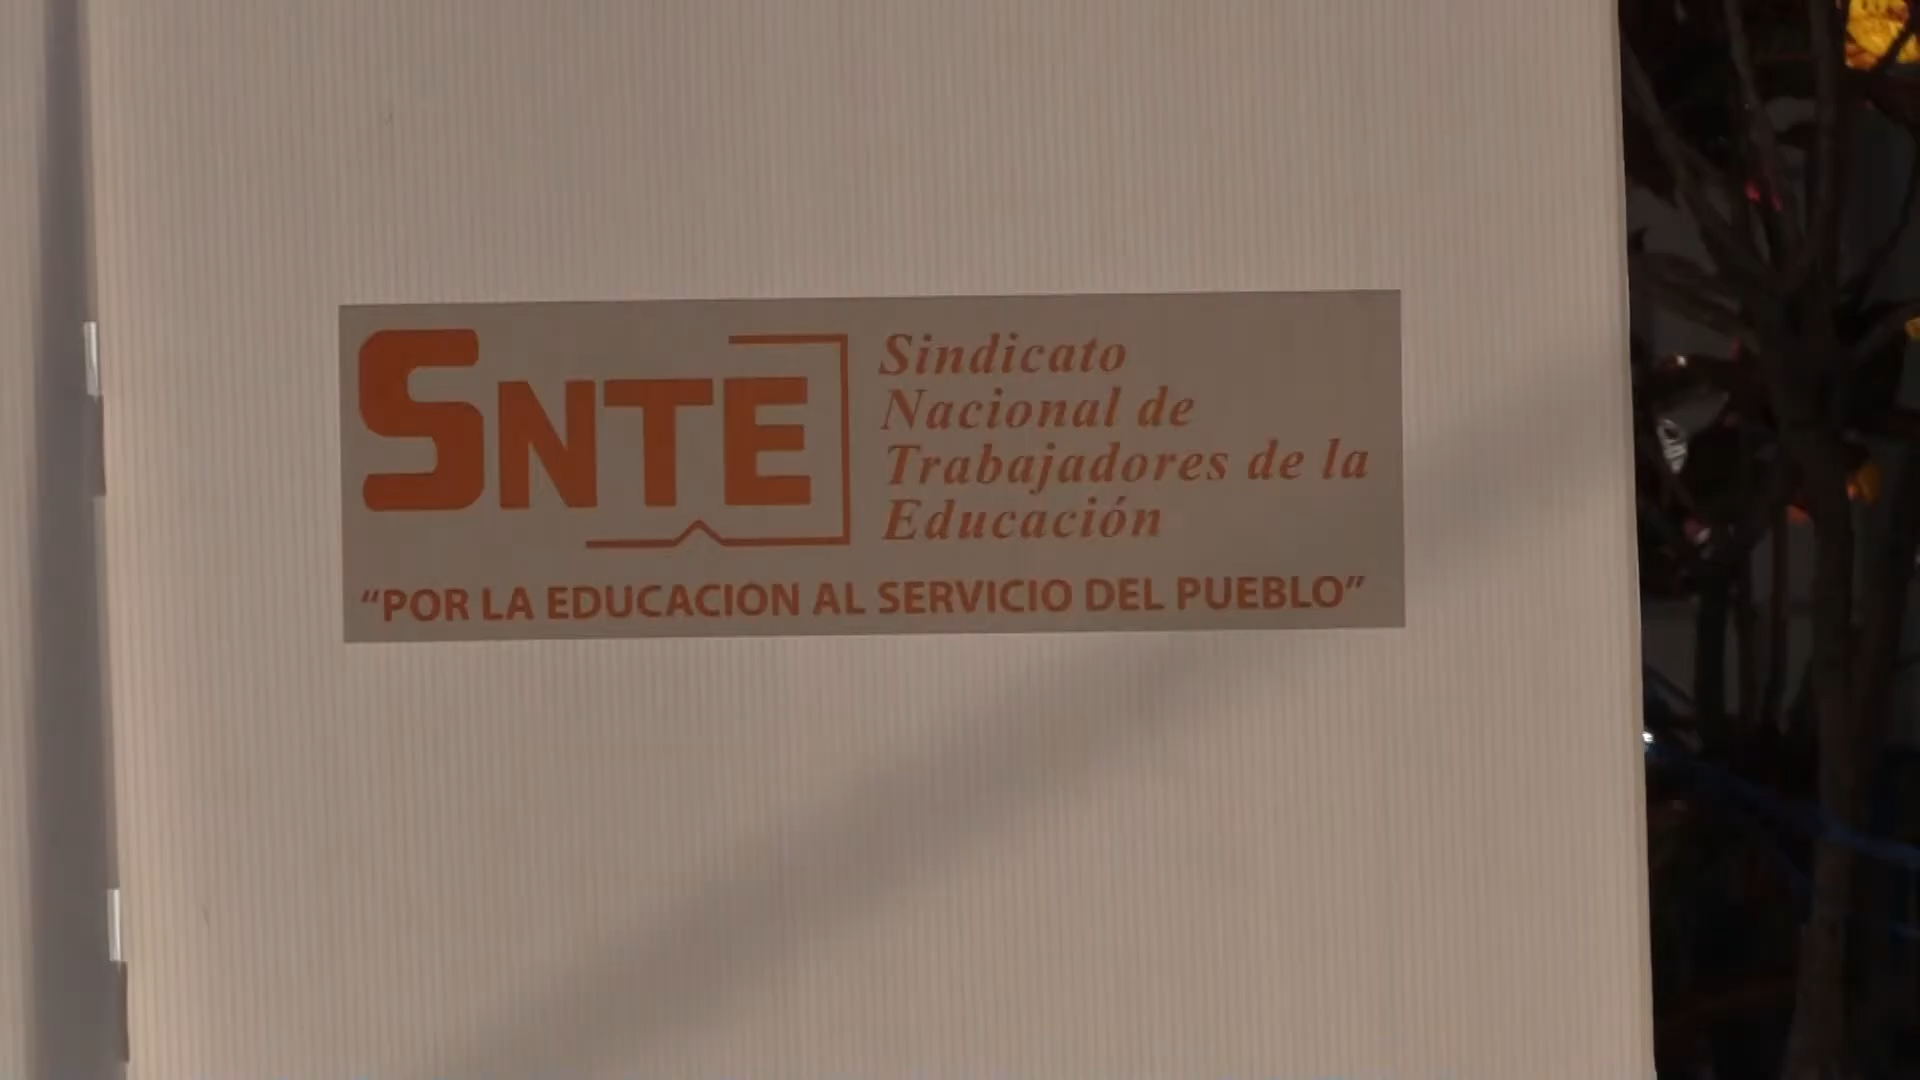 SNTE
Sindicato
Nacional de
Trabajadores de la
Educación
“POR LA EDUCACION AL SERVICIO DEL PUEBLO”